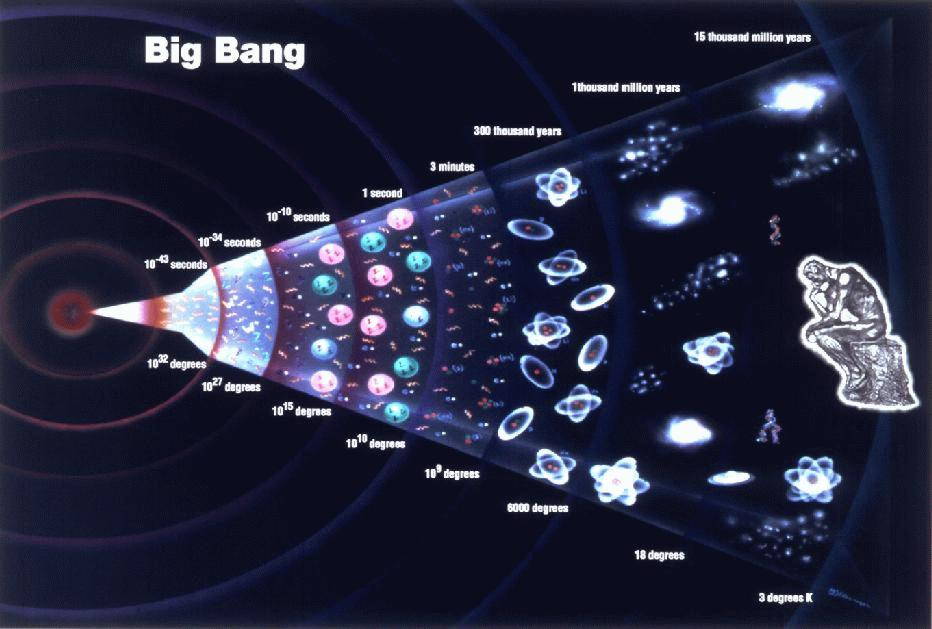 Big Bang
15 thousand million years
1thousand million years
300 thousand years
3 minutes
1 second
10⁻¹⁰ seconds
10⁻³⁴ seconds
10⁻⁴³ seconds
10³² degrees
10²⁷ degrees
10¹⁵ degrees
10¹⁰ degrees
10⁹ degrees
6000 degrees
18 degrees
3 degrees K